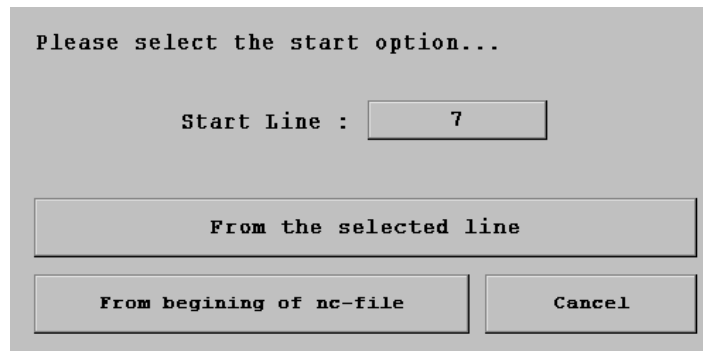 Please select the start option...
Start Line : 7
From the selected line
From begining of nc-file Cancel